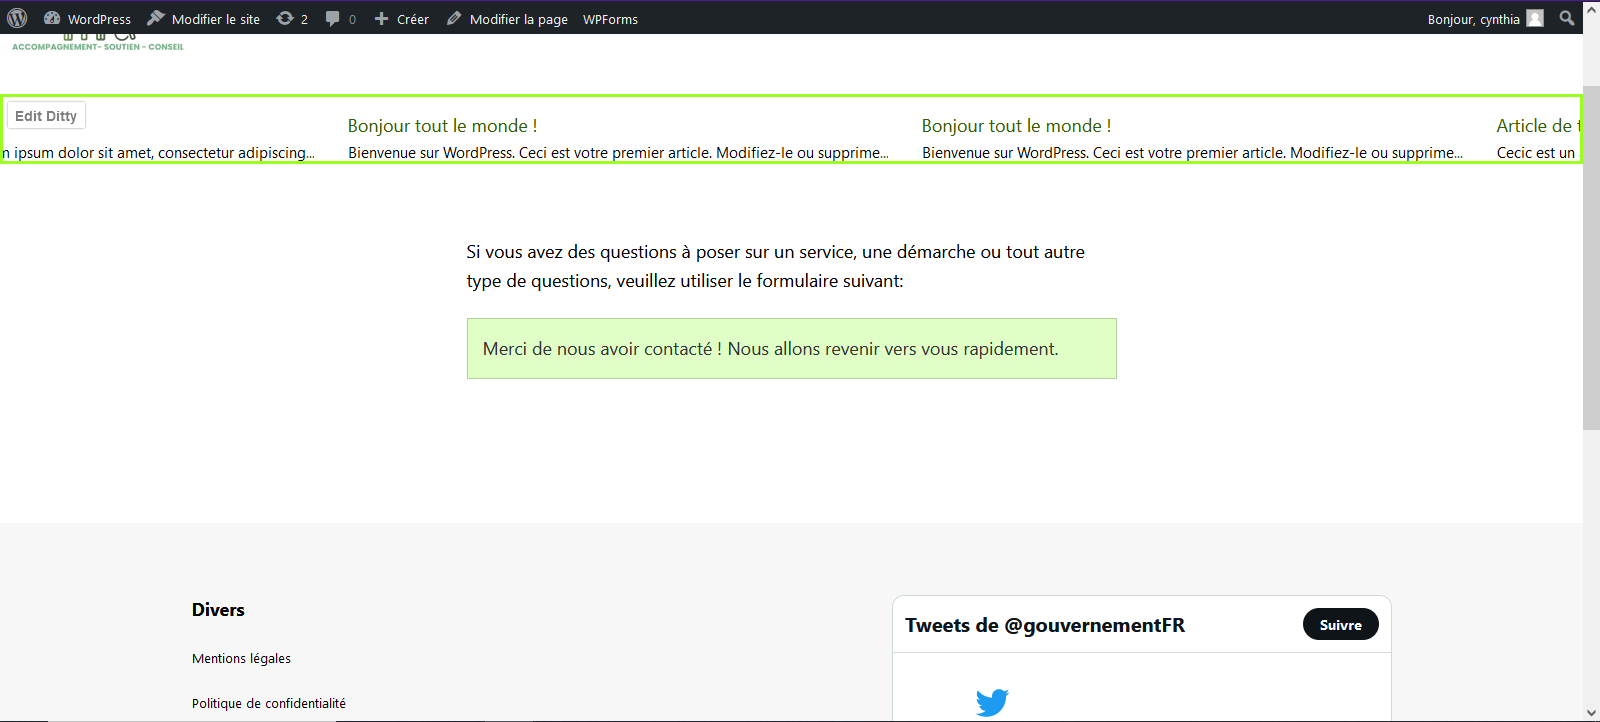 WordPress Modifier le site 2 0 Créer Modifier la page WPForms Bonjour, cynthia
ACCOMPAGNEMENT- SOUTIEN - CONSEIL
Edit Ditty
Bonjour tout le monde ! Bonjour tout le monde ! Article de
ipsum dolor sit amet, consectetur adipiscing... Bienvenue sur WordPress. Ceci est votre premier article. Modifiez-le ou supprime... Bienvenue sur WordPress. Ceci est votre premier article. Modifiez-le ou supprime... Cecic est un
Si vous avez des questions à poser sur un service, une démarche ou tout autre
type de questions, veuillez utiliser le formulaire suivant:
Merci de nous avoir contacté ! Nous allons revenir vers vous rapidement.
Divers
Mentions légales
Politique de confidentialité
Tweets de @gouvernementFR Suivre